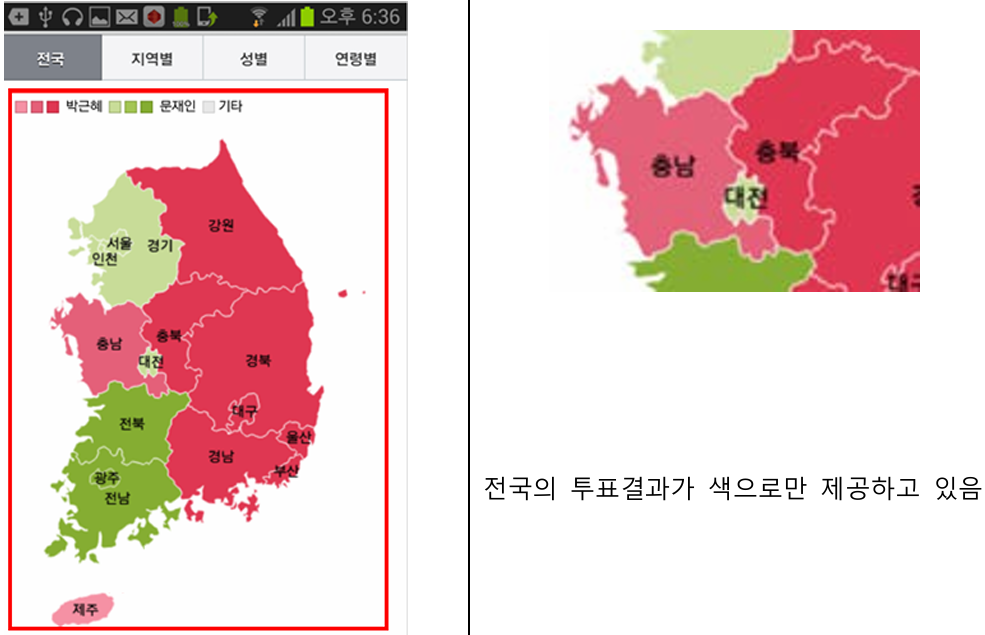 오후 6:36
전국 지역별 성별 연령별
박근혜 문재인 기타
강원
서울 경기
인천
충북
충남
대전
경북
대구
전북
울산
경남
부산
광주
전남
제주
충북
충남
대전
대구
전국의 투표결과가 색으로만 제공하고 있음